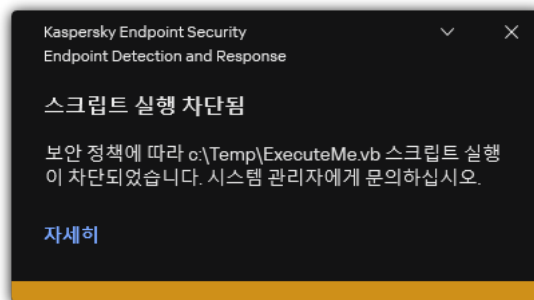 Kaspersky Endpoint Security
Endpoint Detection and Response
스크립트 실행 차단됨
보안 정책에 따라 c:\Temp\ExecuteMe.vb 스크립트 실행
이 차단되었습니다. 시스템 관리자에게 문의하십시오.
자세히